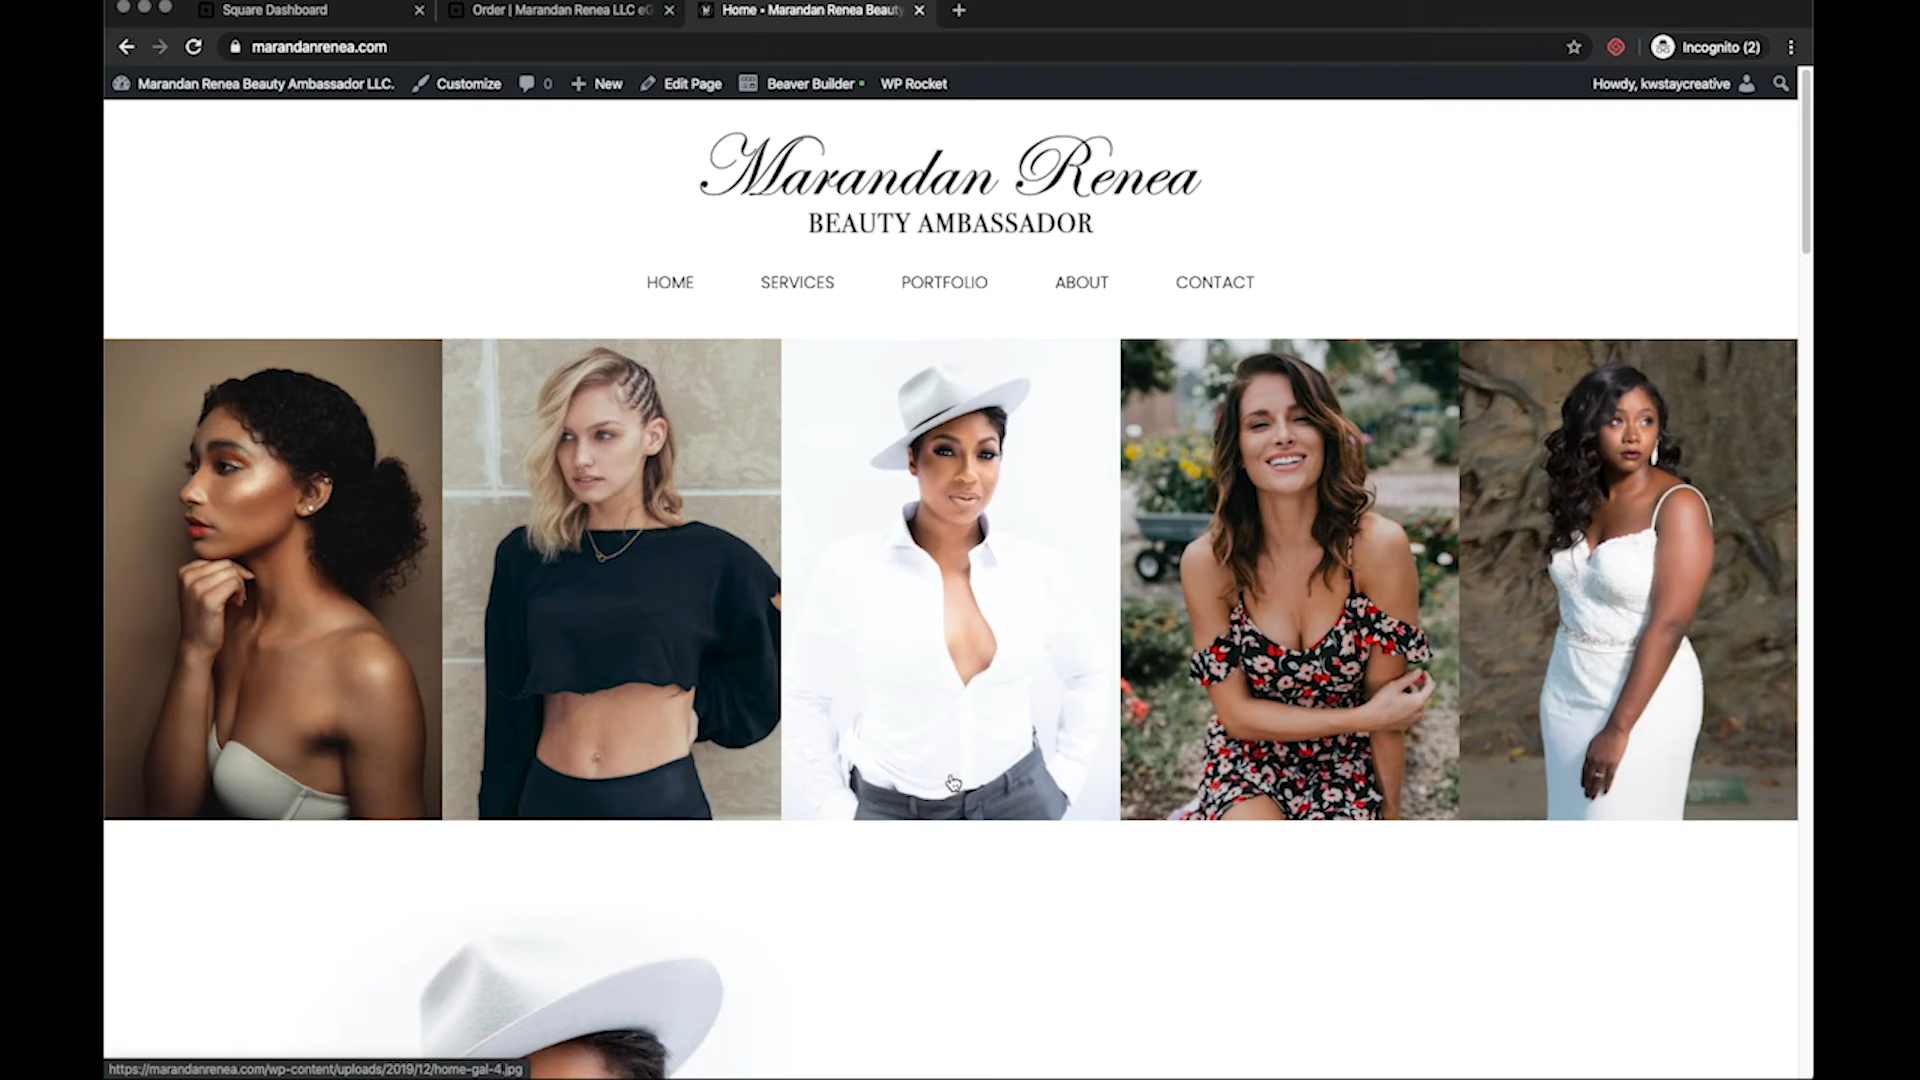 Square Dashboard
Order | Marandan Renea LLC eG
Home • Marandan Renea Beauty
marandanrenea.com
Incognito (2)
Marandan Renea Beauty Ambassador LLC.
Customize
0
New
Edit Page
Beaver Builder
WP Rocket
Howdy, kwstaycreative
Marandan Renea
BEAUTY AMBASSADOR
HOME
SERVICES
PORTFOLIO
ABOUT
CONTACT
https://marandanrenea.com/wp-content/uploads/2019/12/home-gal-4.jpg